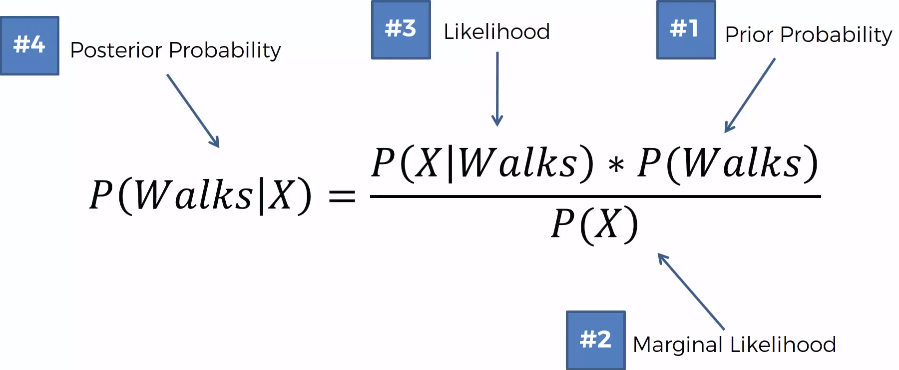 #4 Posterior Probability
#3 Likelihood
#1 Prior Probability
P(Walks|X) = P(X|Walks) * P(Walks)
P(X)
#2 Marginal Likelihood